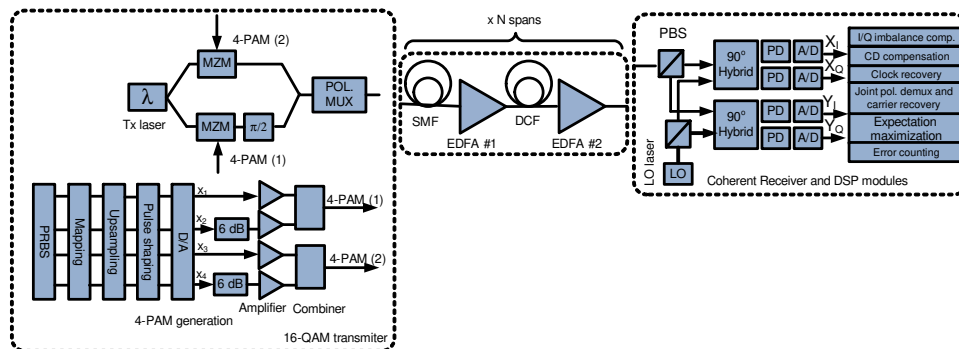 4-PAM (2)
MZM
λ
Tx laser
POL.
MUX
MZM
π/2
4-PAM (1)
PRBS
Mapping
Upsampling
Pulse shaping
D/A
x1
x2
x3
x4
6 dB
6 dB
4-PAM (1)
4-PAM (2)
Amplifier
Combiner
4-PAM generation
16-QAM transmiter
x N spans
SMF
EDFA #1
DCF
EDFA #2
PBS
90°
Hybrid
90°
Hybrid
PD
A/D
PD
A/D
PD
A/D
PD
A/D
XI
XQ
YI
YQ
LO laser
LO
I/Q imbalance comp.
CD compensation
Clock recovery
Joint pol. demux and
carrier recovery
Expectation
maximization
Error counting
Coherent Receiver and DSP modules